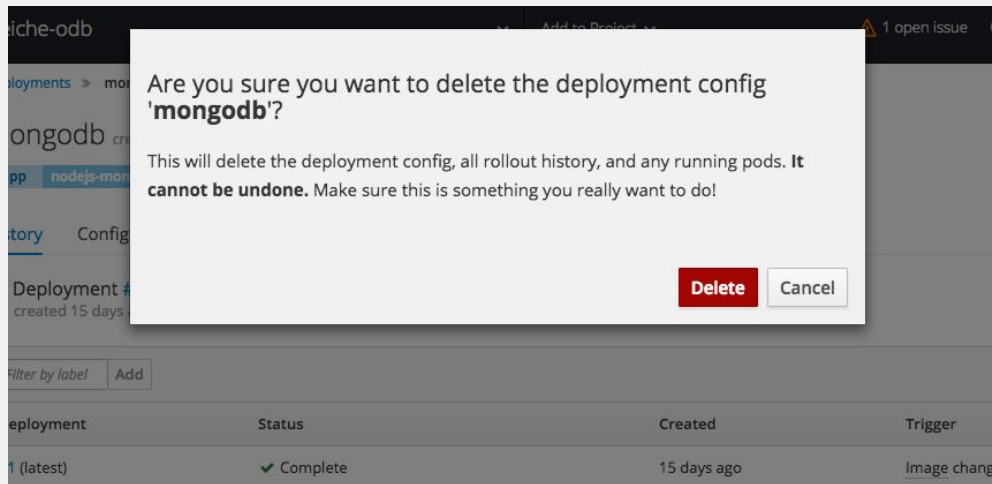 eiche-odb
Add to Project
1 open issue
mon
ongodb cre
pp nodejs-mon
story Config
Deployment #
created 15 days
Are you sure you want to delete the deployment config
'mongodb'?
This will delete the deployment config, all rollout history, and any running pods. It
cannot be undone. Make sure this is something you really want to do!
Delete Cancel
Filter by label Add
eployment Status Created Trigger
1 (latest) Complete 15 days ago Image chang